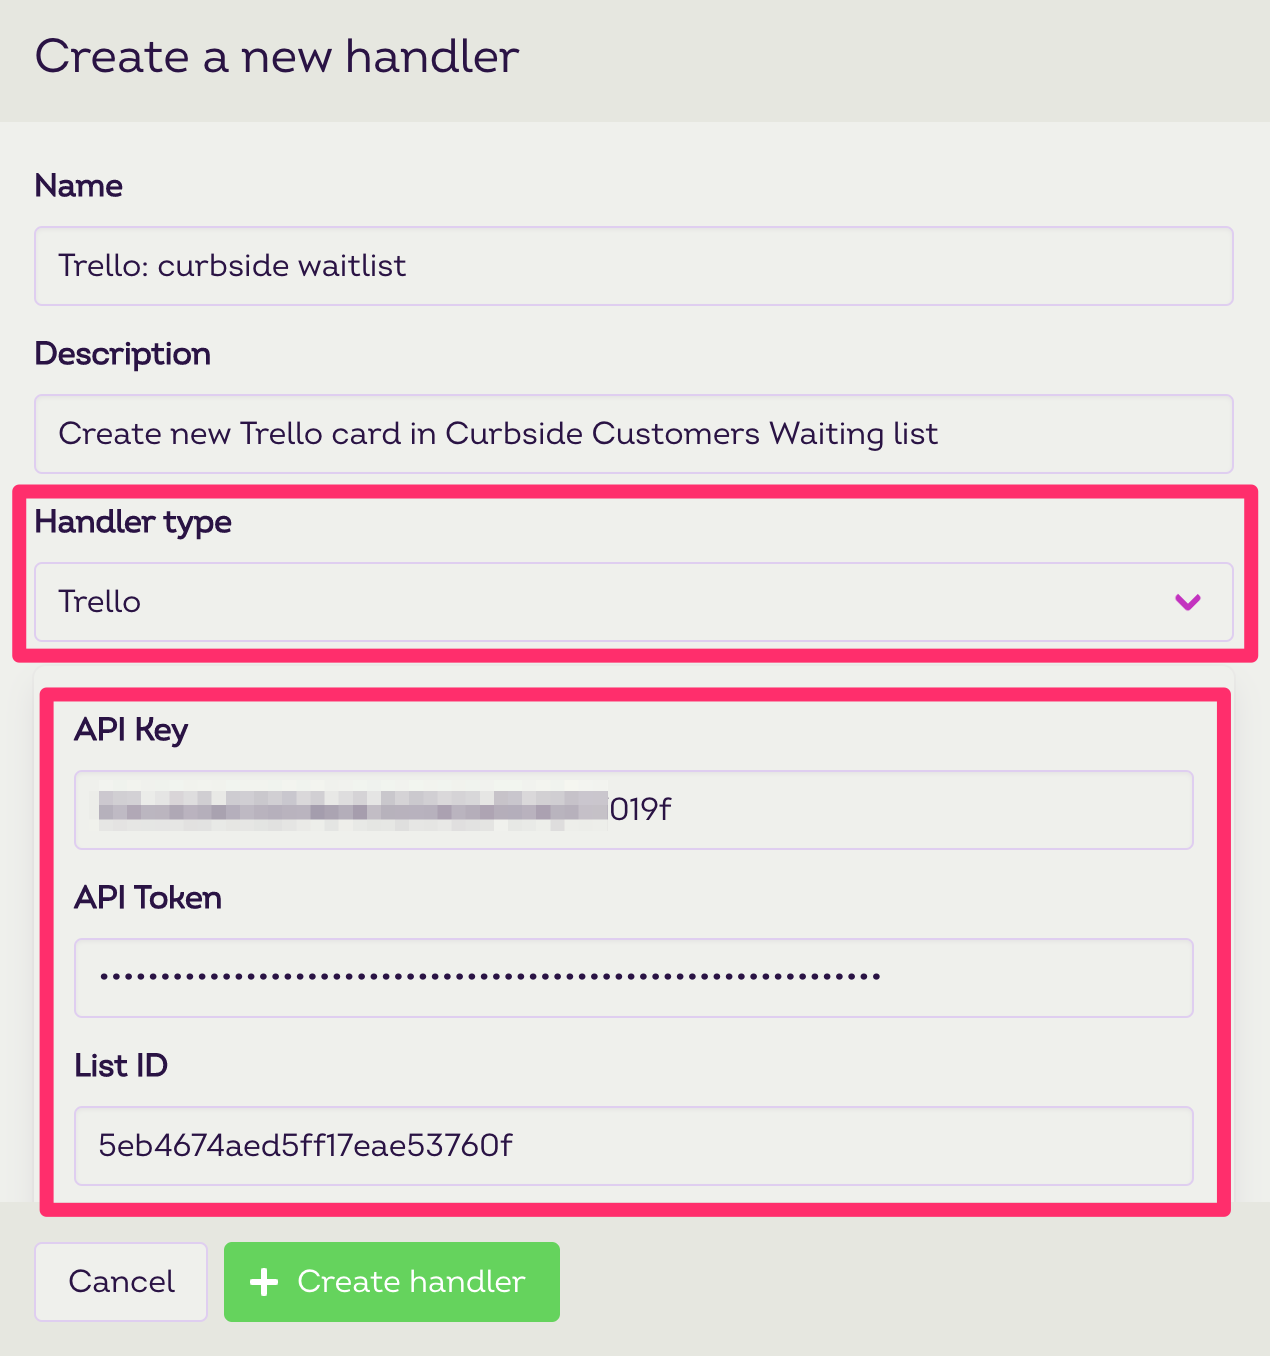 Create a new handler
Name
Trello: curbside waitlist
Description
Create new Trello card in Curbside Customers Waiting list
Handler type
Trello
API Key
019f
API Token
••••••••••••••••••••••••••••••••••••••••••••••••••••••••••••••••
List ID
5eb4674aed5ff17eae53760f
Cancel
Create handler